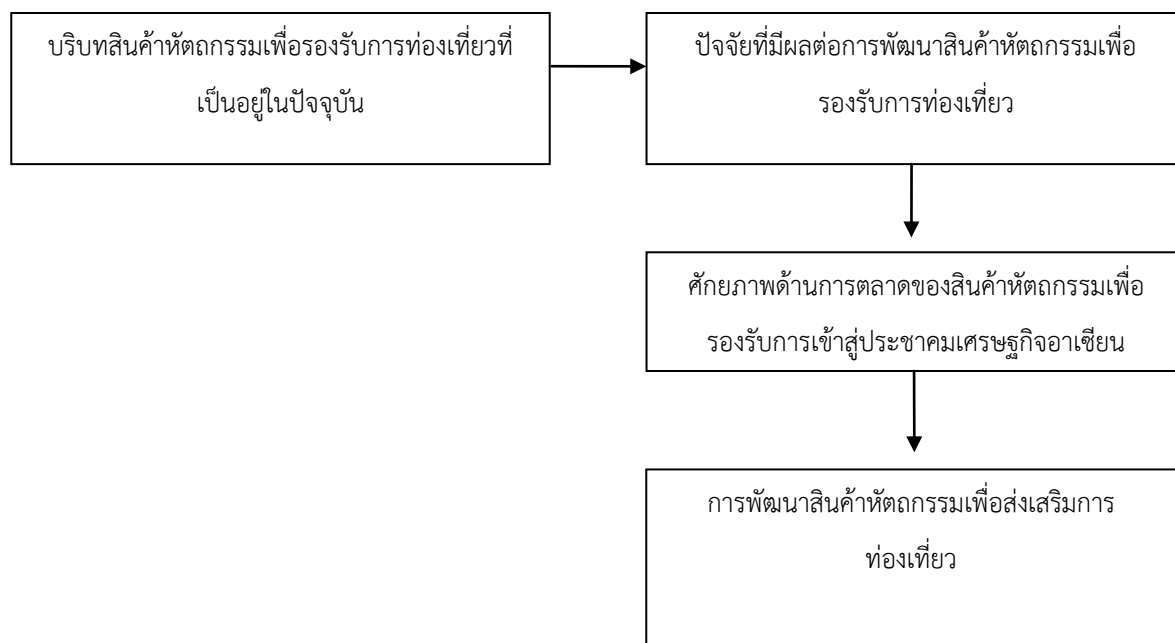 บริบทสินค้าหัตถกรรมเพื่อรองรับการท่องเที่ยวที่
เป็นอยู่ในปัจจุบัน
ปัจจัยที่มีผลต่อการพัฒนาสินค้าหัตถกรรมเพื่อ
รองรับการท่องเที่ยว
ศักยภาพด้านการตลาดของสินค้าหัตถกรรมเพื่อ
รองรับการเข้าสู่ประชาคมเศรษฐกิจอาเซียน
การพัฒนาสินค้าหัตถกรรมเพื่อส่งเสริมการ
ท่องเที่ยว